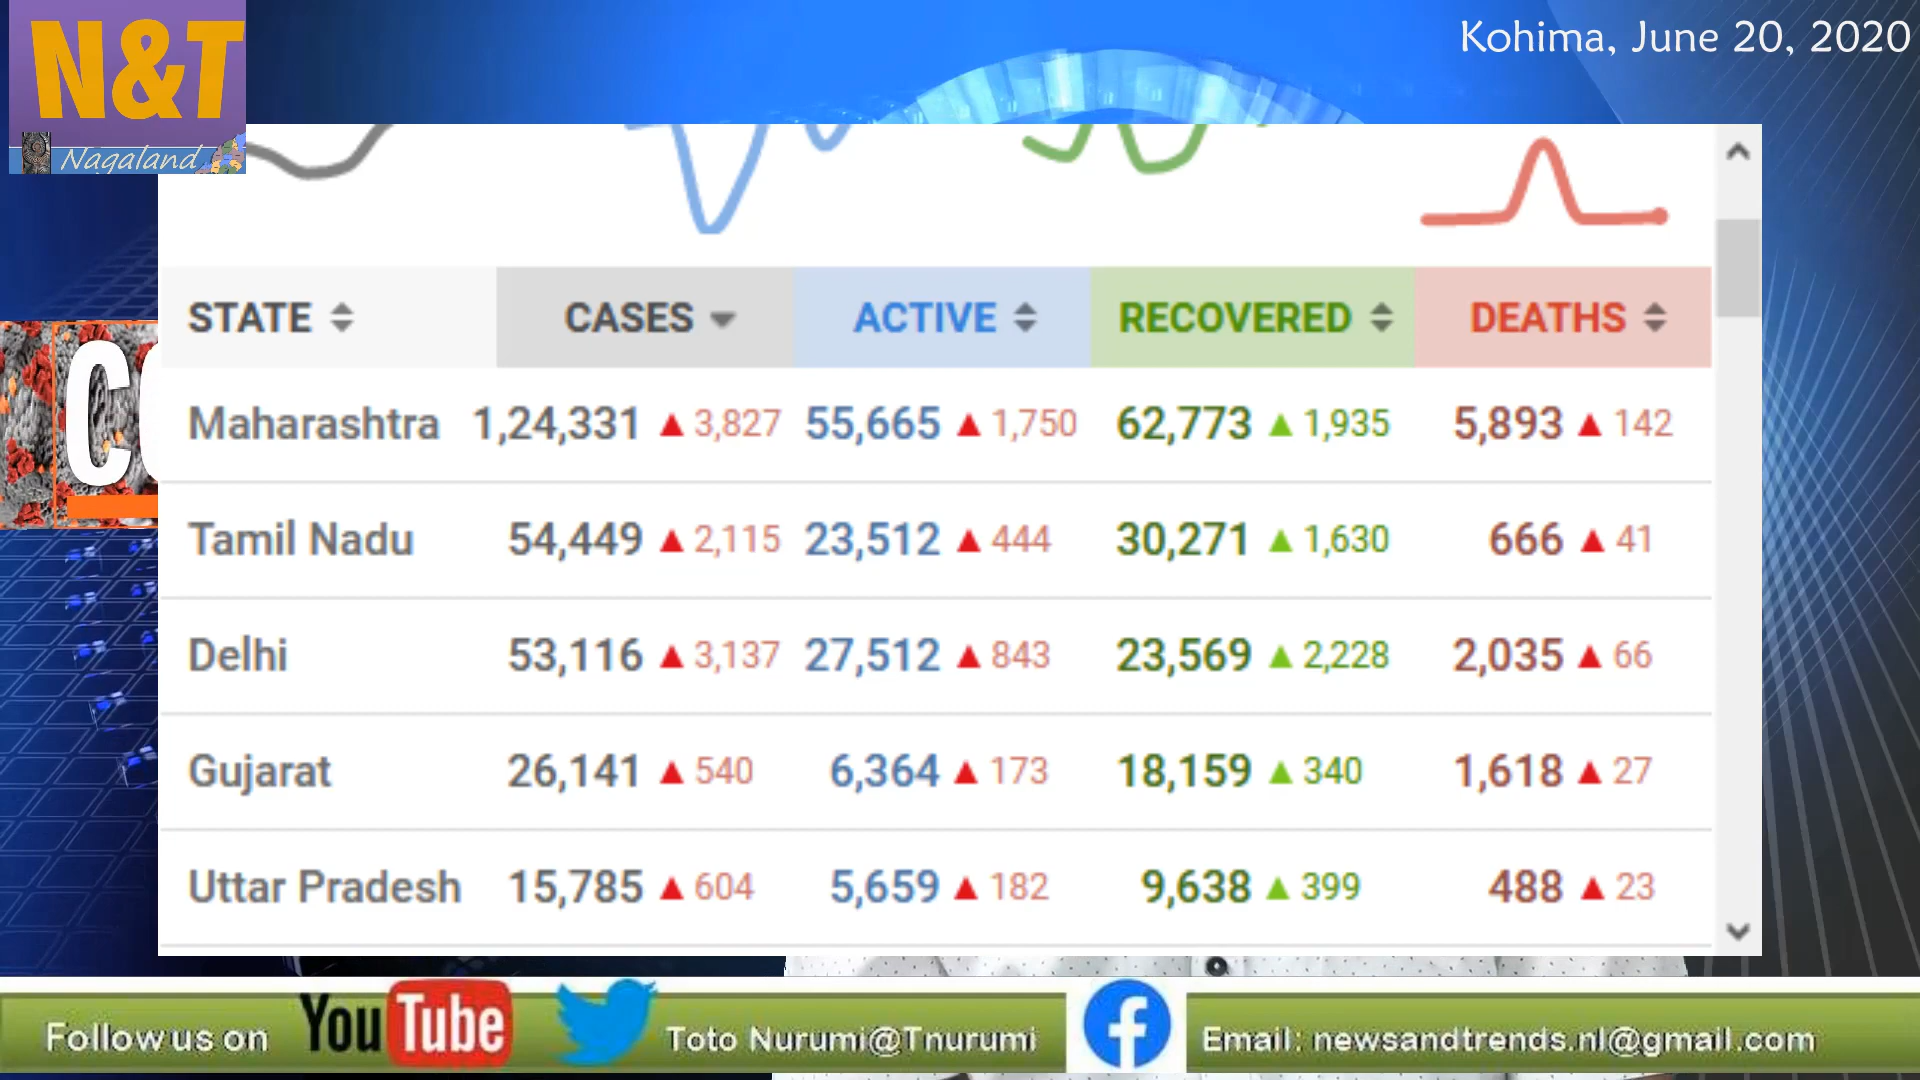 N&T
Nagaland
Kohima, June 20, 2020
STATE CASES ACTIVE RECOVERED DEATHS
Maharashtra 1,24,331 ▲ 3,827 55,665 ▲ 1,750 62,773 ▲ 1,935 5,893 ▲ 142
Tamil Nadu 54,449 ▲ 2,115 23,512 ▲ 444 30,271 ▲ 1,630 666 ▲ 41
Delhi 53,116 ▲ 3,137 27,512 ▲ 843 23,569 ▲ 2,228 2,035 ▲ 66
Gujarat 26,141 ▲ 540 6,364 ▲ 173 18,159 ▲ 340 1,618 ▲ 27
Uttar Pradesh 15,785 ▲ 604 5,659 ▲ 182 9,638 ▲ 399 488 ▲ 23
Follow us on YouTube Toto Nurumi@Tnurumi Email: newsandtrends.nl@gmail.com